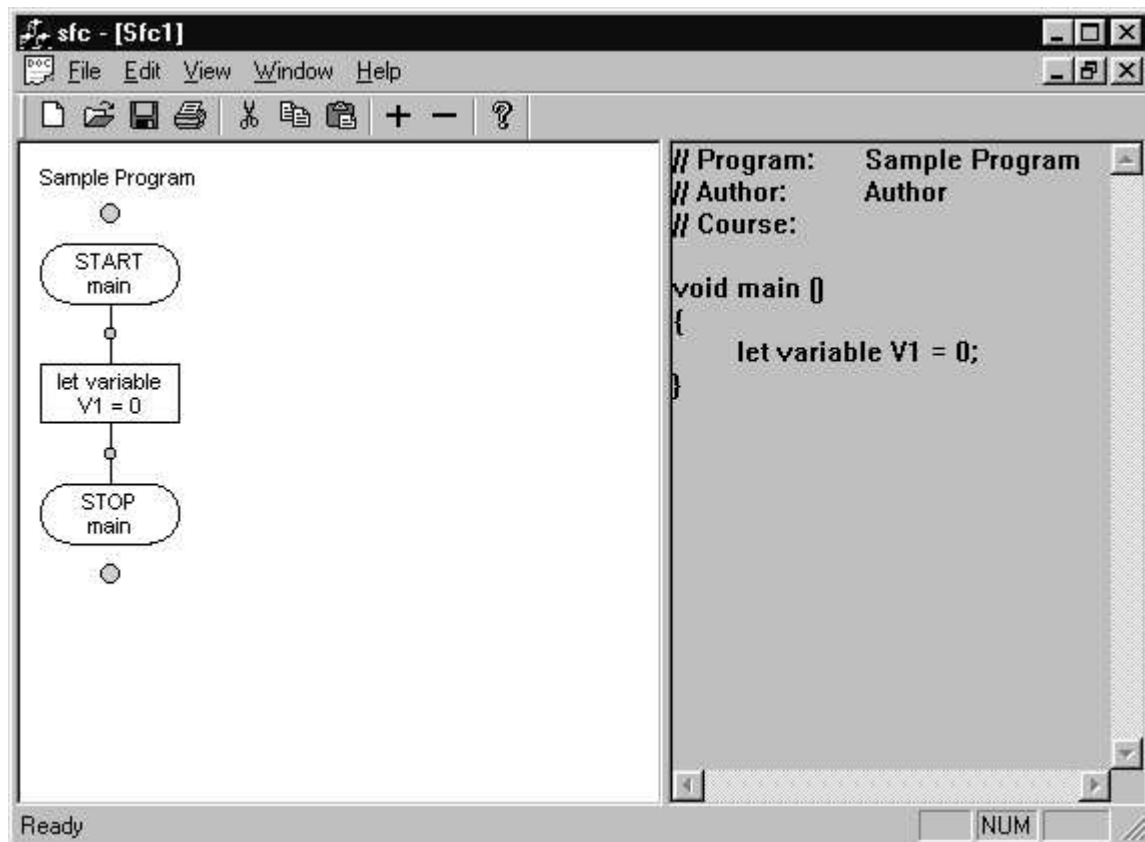 sfc - [Sfc1]
File Edit View Window Help
Sample Program
START
main
let variable
V1 = 0
STOP
main
// Program: Sample Program
// Author: Author
// Course:
void main ()
{
let variable V1 = 0;
}
Ready
NUM